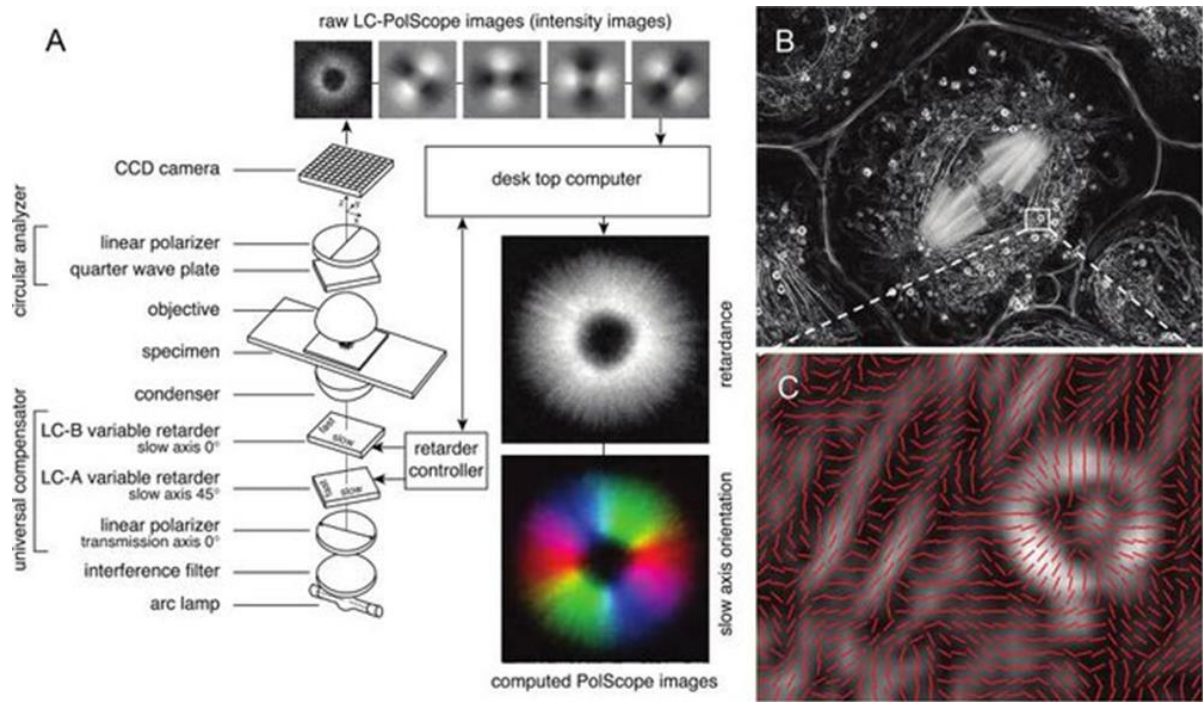 A
raw LC-PolScope images (intensity images)
CCD camera
desk top computer
circular analyzer
linear polarizer
quarter wave plate
objective
specimen
condenser
retardance
universal compensator
LC-B variable retarder
slow axis 0°
fast
slow
LC-A variable retarder
slow axis 45°
fast
slow
retarder
controller
linear polarizer
transmission axis 0°
interference filter
arc lamp
slow axis orientation
computed PolScope images
B
C